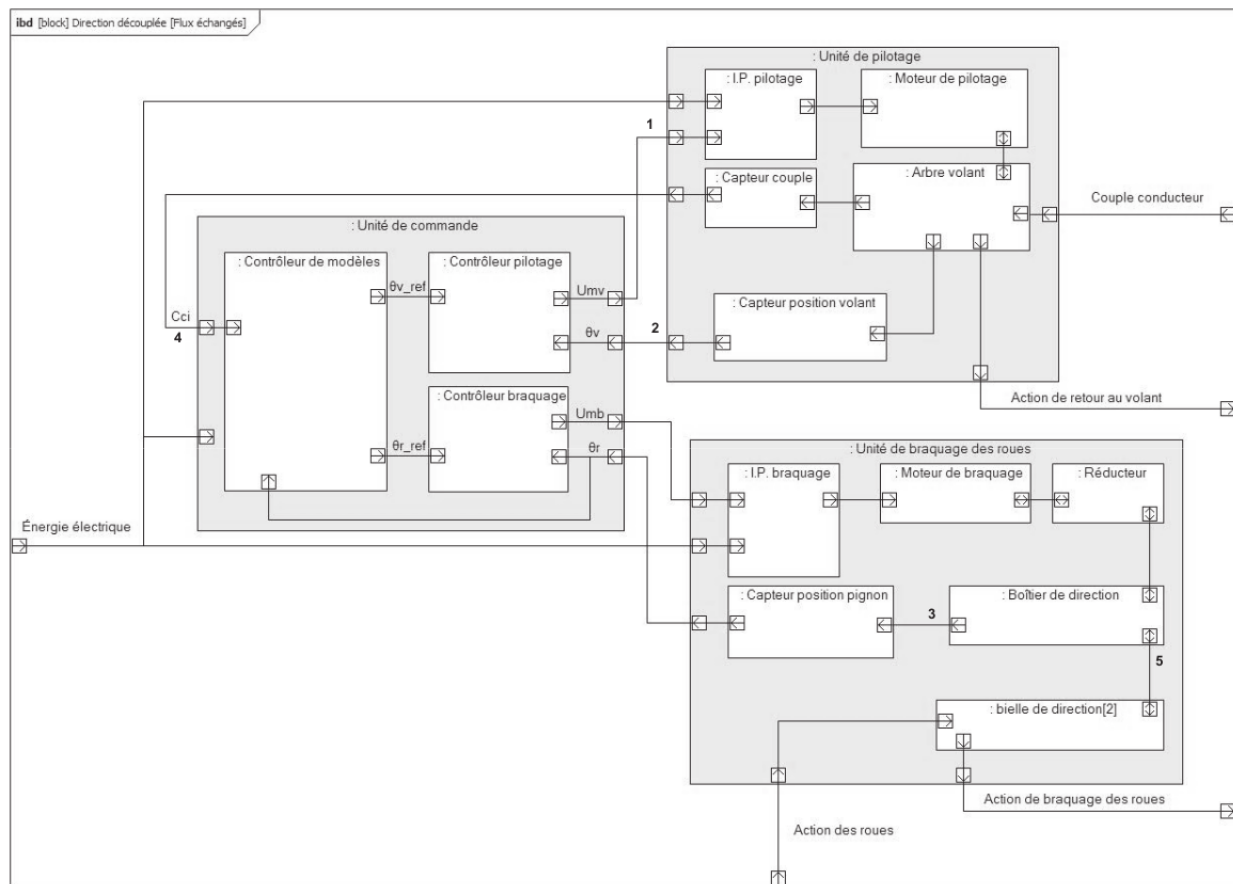 ibd [block] Direction découplée [Flux échangés]
: Unité de pilotage
: I.P. pilotage
: Moteur de pilotage
1
: Capteur couple
: Arbre volant
Couple conducteur
: Unité de commande
: Contrôleur de modèles
: Contrôleur pilotage
θv_ref
Umv
: Capteur position volant
Cci
4
θv
2
: Contrôleur braquage
Action de retour au volant
Umb
θr_ref
θr
: Unité de braquage des roues
: I.P. braquage
: Moteur de braquage
: Réducteur
Énergie électrique
: Capteur position pignon
: Boîtier de direction
3
5
: bielle de direction[2]
Action de braquage des roues
Action des roues